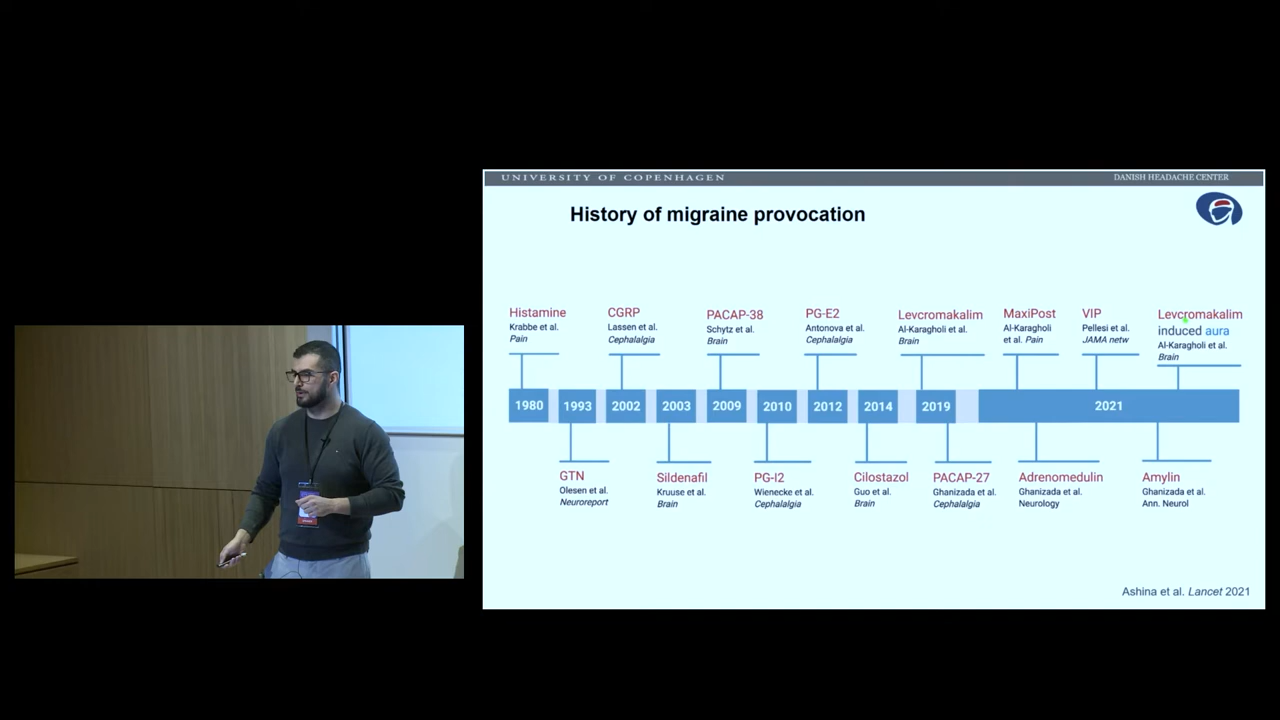 UNIVERSITY OF COPENHAGEN
DANISH HEADACHE CENTER
History of migraine provocation
Histamine
Krabbe et al.
Pain
CGRP
Lassen et al.
Cephalalgia
PACAP-38
Schytz et al.
Brain
PG-E2
Antonova et al.
Cephalalgia
Levcromakalim
Al-Karagholi et al.
Brain
MaxiPost
Al-Karagholi
et al. Pain
VIP
Pellesi et al.
JAMA netw
Levcromakalim
induced aura
Al-Karagholi et al.
Brain
1980
1993
2002
2003
2009
2010
2012
2014
2019
2021
GTN
Olesen et al.
Neuroreport
Sildenafil
Kruuse et al.
Brain
PG-I2
Wienecke et al.
Cephalalgia
Cilostazol
Guo et al.
Brain
PACAP-27
Ghanizada et al.
Cephalalgia
Adrenomedulin
Ghanizada et al.
Neurology
Amylin
Ghanizada et al.
Ann. Neurol
Ashina et al. Lancet 2021